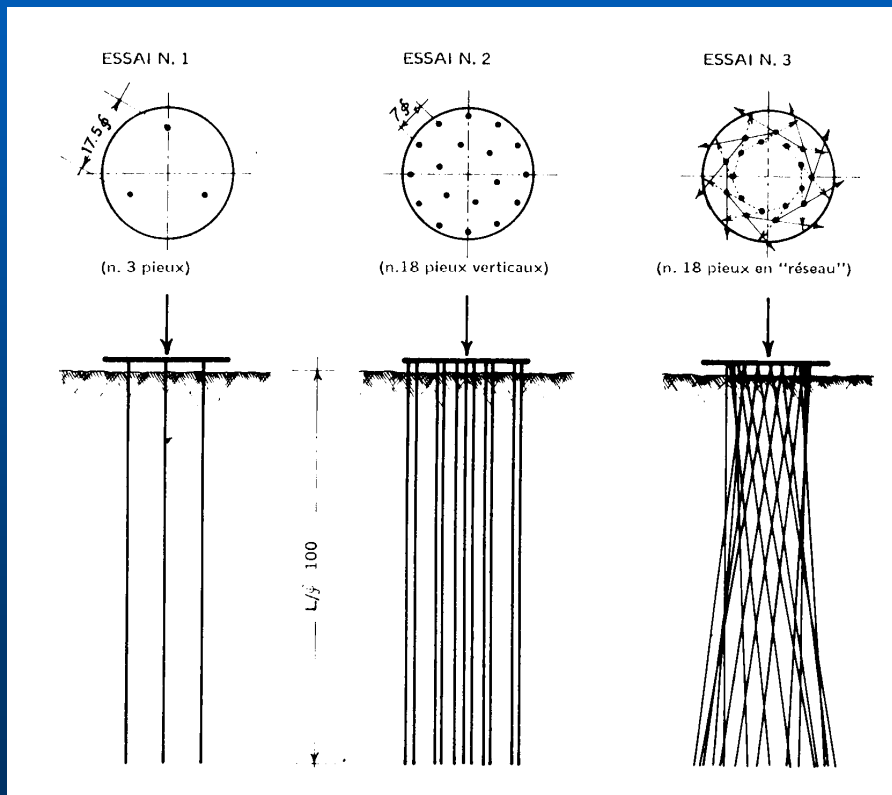 ESSAI N. 1
ESSAI N. 2
ESSAI N. 3
17.5 ϕ
7 ϕ
(n. 3 pieux)
(n.18 pieux verticaux)
(n. 18 pieux en "réseau")
L/ϕ 100